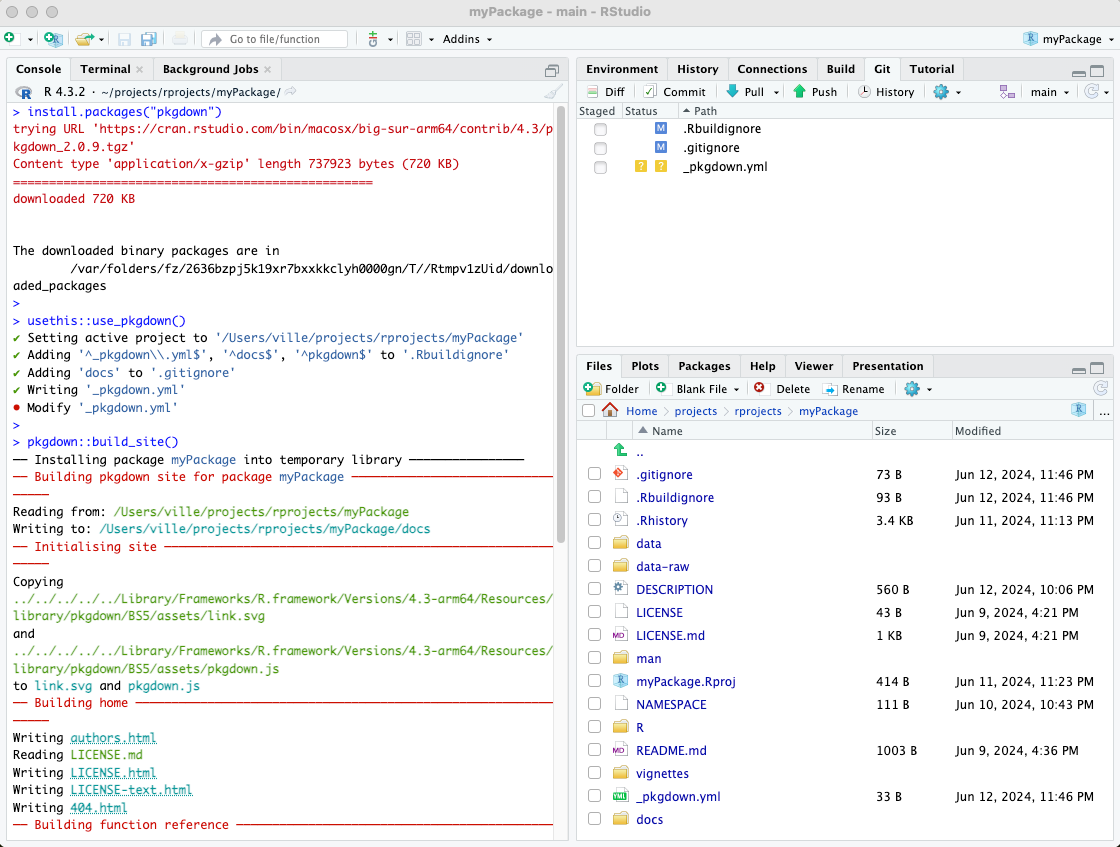 myPackage - main - RStudio
Go to file/function
Addins
myPackage
Console
Terminal
Background Jobs
R 4.3.2 · ~/projects/rprojects/myPackage/
> install.packages("pkgdown")
trying URL 'https://cran.rstudio.com/bin/macosx/big-sur-arm64/contrib/4.3/p
kgdown_2.0.9.tgz'
Content type 'application/x-gzip' length 737923 bytes (720 KB)
==================================================
downloaded 720 KB
The downloaded binary packages are in
/var/folders/fz/2636bzpj5k19xr7bxxkkclyh0000gn/T//Rtmpv1zUid/downlo
aded_packages
>
> usethis::use_pkgdown()
✔ Setting active project to '/Users/ville/projects/rprojects/myPackage'
✔ Adding '^_pkgdown\\.yml$', '^docs$', '^pkgdown$' to '.Rbuildignore'
✔ Adding 'docs' to '.gitignore'
✔ Writing '_pkgdown.yml'
● Modify '_pkgdown.yml'
>
> pkgdown::build_site()
── Installing package myPackage into temporary library ────────────────
── Building pkgdown site for package myPackage ────────────────────────────
─────
Reading from: /Users/ville/projects/rprojects/myPackage
Writing to: /Users/ville/projects/rprojects/myPackage/docs
── Initialising site ──────────────────────────────────────────────────────
─────
Copying
../../../../../Library/Frameworks/R.framework/Versions/4.3-arm64/Resources/
library/pkgdown/BS5/assets/link.svg
and
../../../../../Library/Frameworks/R.framework/Versions/4.3-arm64/Resources/
library/pkgdown/BS5/assets/pkgdown.js
to link.svg and pkgdown.js
── Building home ──────────────────────────────────────────────────────────
─────
Writing authors.html
Reading LICENSE.md
Writing LICENSE.html
Writing LICENSE-text.html
Writing 404.html
── Building function reference ────────────────────────────────────────────
Environment
History
Connections
Build
Git
Tutorial
Diff
Commit
Pull
Push
History
main
Staged Status Path
M .Rbuildignore
M .gitignore
? ? _pkgdown.yml
Files
Plots
Packages
Help
Viewer
Presentation
Folder
Blank File
Delete
Rename
Home > projects > rprojects > myPackage
...
Name Size Modified
..
.gitignore 73 B Jun 12, 2024, 11:46 PM
.Rbuildignore 93 B Jun 12, 2024, 11:46 PM
.Rhistory 3.4 KB Jun 11, 2024, 11:13 PM
data
data-raw
DESCRIPTION 560 B Jun 12, 2024, 10:06 PM
LICENSE 43 B Jun 9, 2024, 4:21 PM
MD LICENSE.md 1 KB Jun 9, 2024, 4:21 PM
man
R myPackage.Rproj 414 B Jun 11, 2024, 11:23 PM
NAMESPACE 111 B Jun 10, 2024, 10:43 PM
R
MD README.md 1003 B Jun 9, 2024, 4:36 PM
vignettes
YML _pkgdown.yml 33 B Jun 12, 2024, 11:46 PM
docs